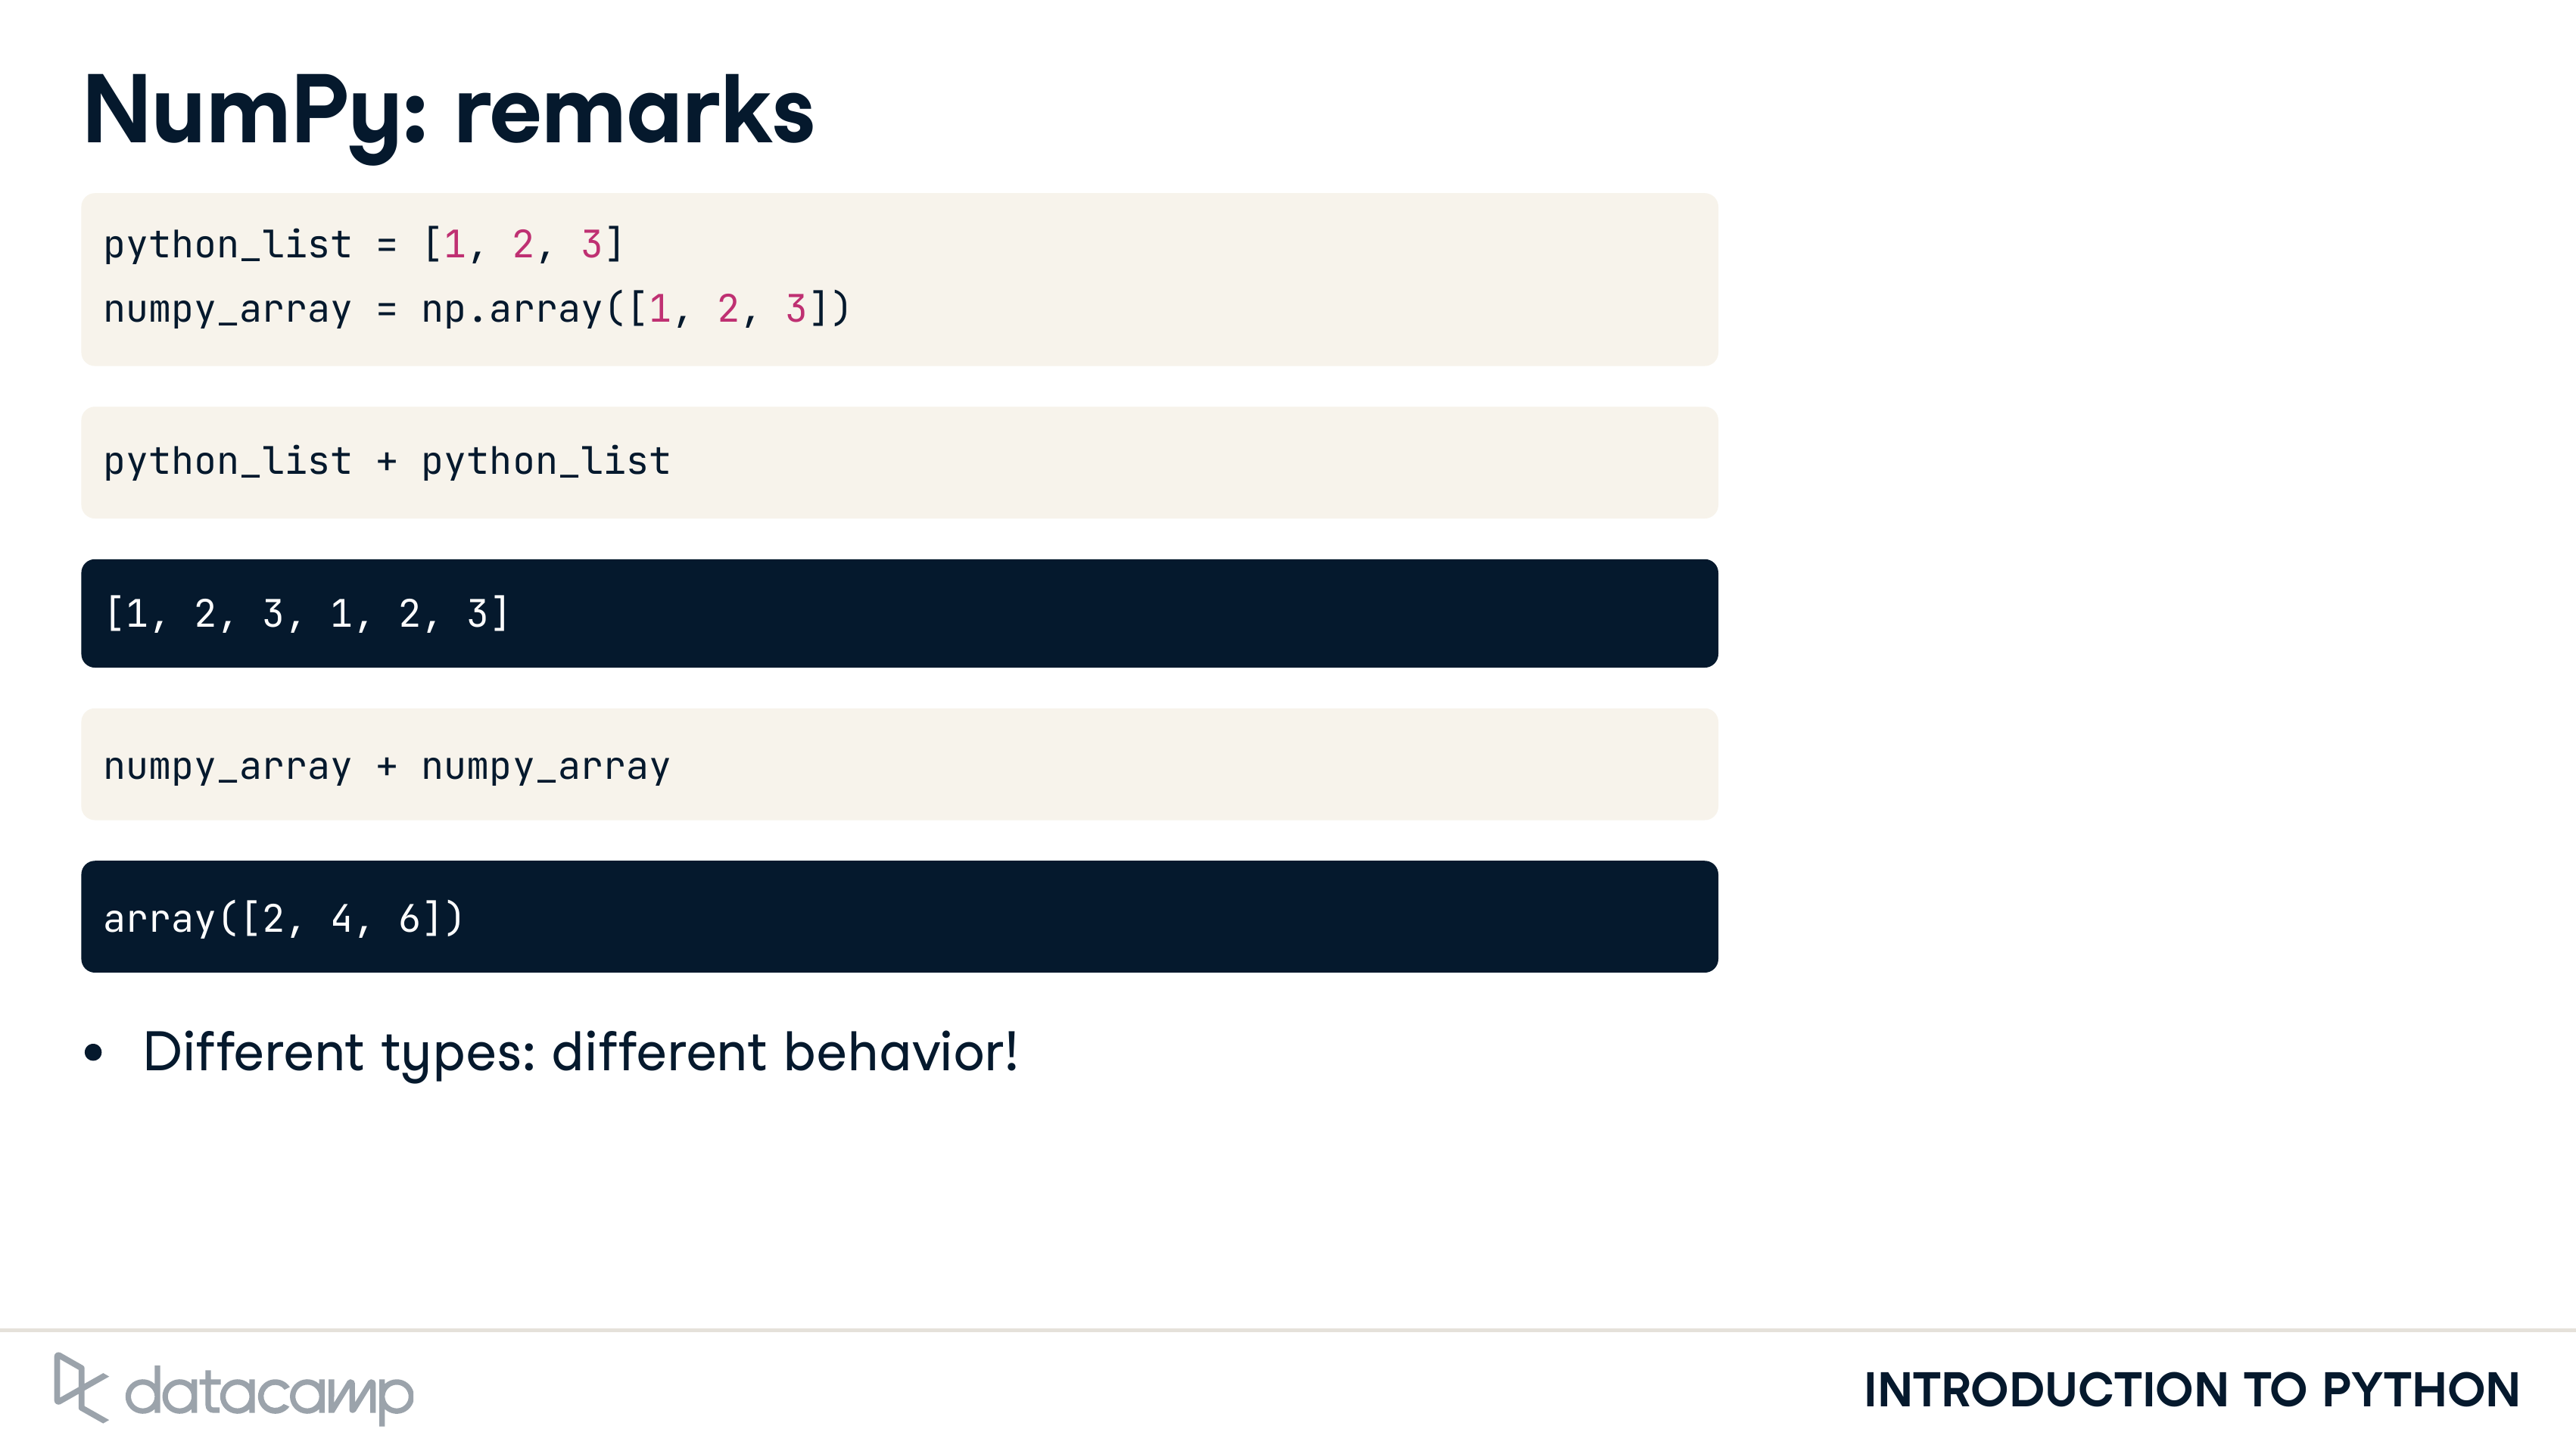 NumPy: remarks
python_list = [1, 2, 3]
numpy_array = np.array([1, 2, 3])
python_list + python_list
[1, 2, 3, 1, 2, 3]
numpy_array + numpy_array
array([2, 4, 6])
• Different types: different behavior!
datacamp
INTRODUCTION TO PYTHON